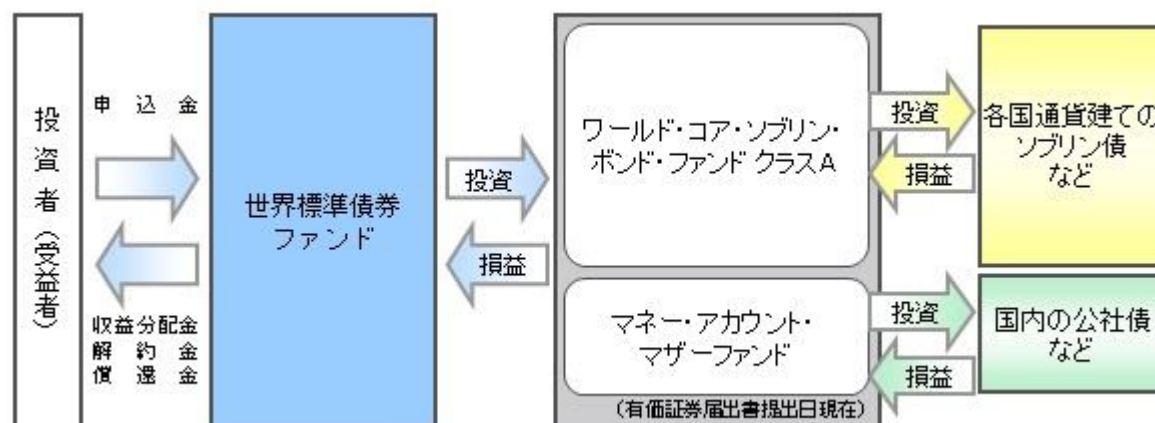 投資者（受益者）
申込金
収益分配金
解約金
償還金
世界標準債券
ファンド
投資
損益
ワールド・コア・ソブリン・
ボンド・ファンド クラスA
マネー・アカウント・
マザーファンド
（有価証券届出書提出日現在）
投資
損益
各国通貨建ての
ソブリン債
など
投資
損益
国内の公社債
など